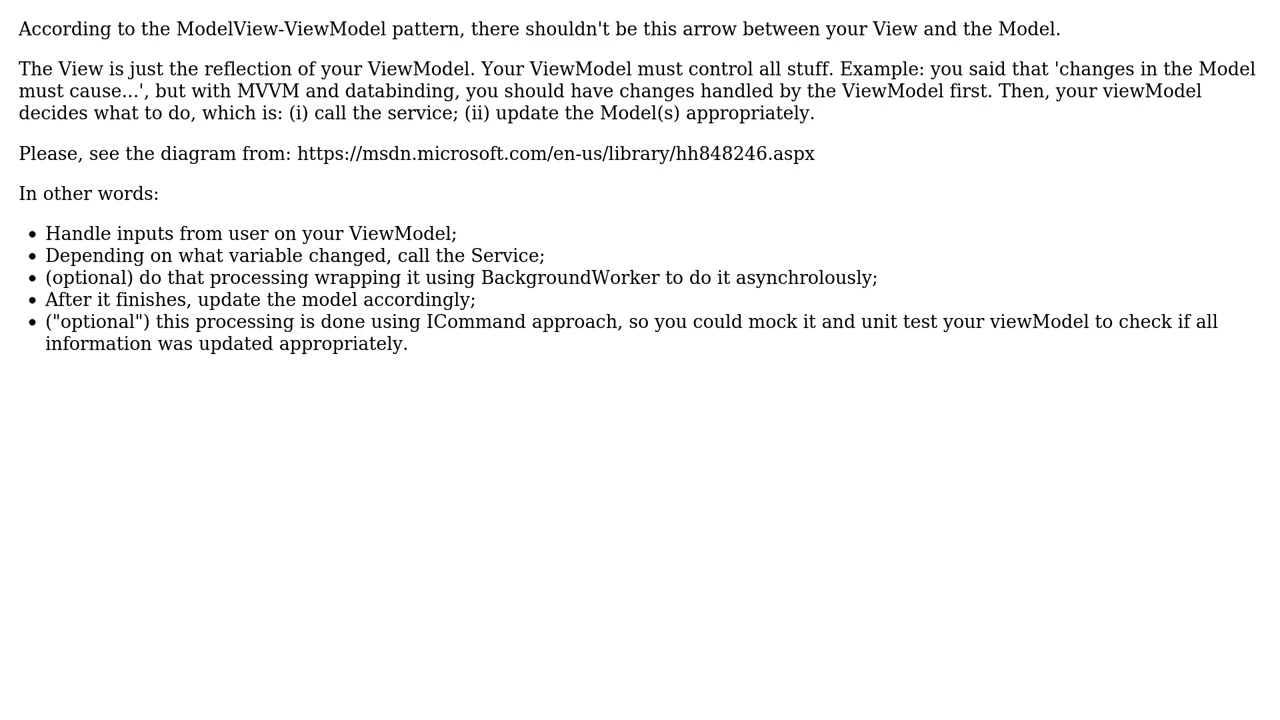 According to the ModelView-ViewModel pattern, there shouldn't be this arrow between your View and the Model.
The View is just the reflection of your ViewModel. Your ViewModel must control all stuff. Example: you said that 'changes in the Model
must cause...', but with MVVM and databinding, you should have changes handled by the ViewModel first. Then, your viewModel
decides what to do, which is: (i) call the service; (ii) update the Model(s) appropriately.
Please, see the diagram from: https://msdn.microsoft.com/en-us/library/hh848246.aspx
In other words:
• Handle inputs from user on your ViewModel;
• Depending on what variable changed, call the Service;
• (optional) do that processing wrapping it using BackgroundWorker to do it asynchrolously;
• After it finishes, update the model accordingly;
• ("optional") this processing is done using ICommand approach, so you could mock it and unit test your viewModel to check if all
information was updated appropriately.